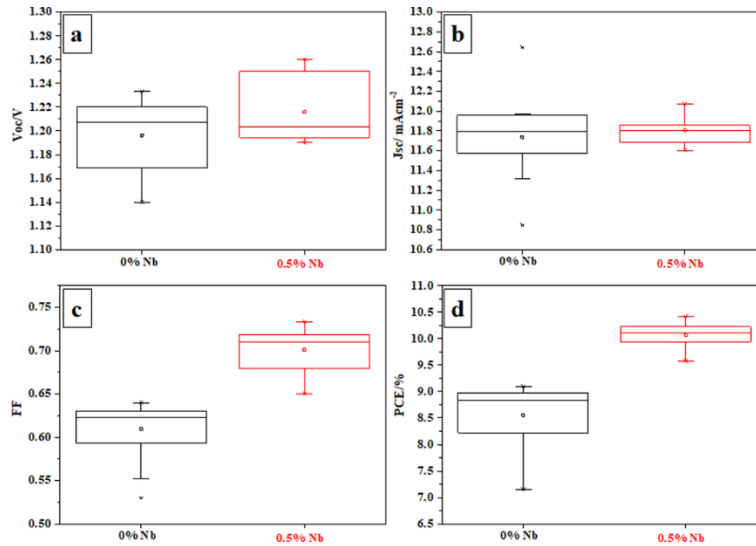 a
Voc/V
1.30
1.28
1.26
1.24
1.22
1.20
1.18
1.16
1.14
1.12
1.10
0% Nb
0.5% Nb
b
Jsc/ mAcm⁻²
13.0
12.8
12.6
12.4
12.2
12.0
11.8
11.6
11.4
11.2
11.0
10.8
10.6
0% Nb
0.5% Nb
c
FF
0.75
0.70
0.65
0.60
0.55
0.50
0% Nb
0.5% Nb
d
PCE/%
11.0
10.5
10.0
9.5
9.0
8.5
8.0
7.5
7.0
6.5
0% Nb
0.5% Nb